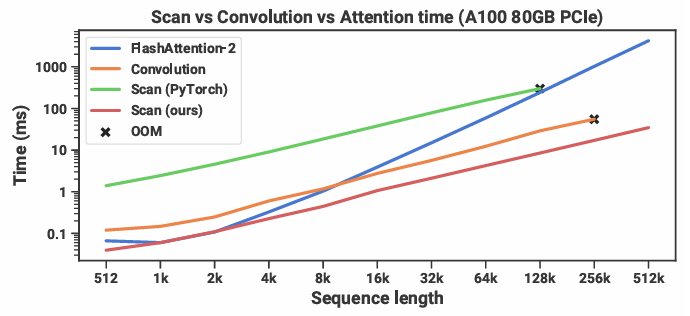 Scan vs Convolution vs Attention time (A100 80GB PCIe)
FlashAttention-2
Convolution
Scan (PyTorch)
Scan (ours)
OOM
Time (ms)
1000
100
10
1
0.1
512 1k 2k 4k 8k 16k 32k 64k 128k 256k 512k
Sequence length